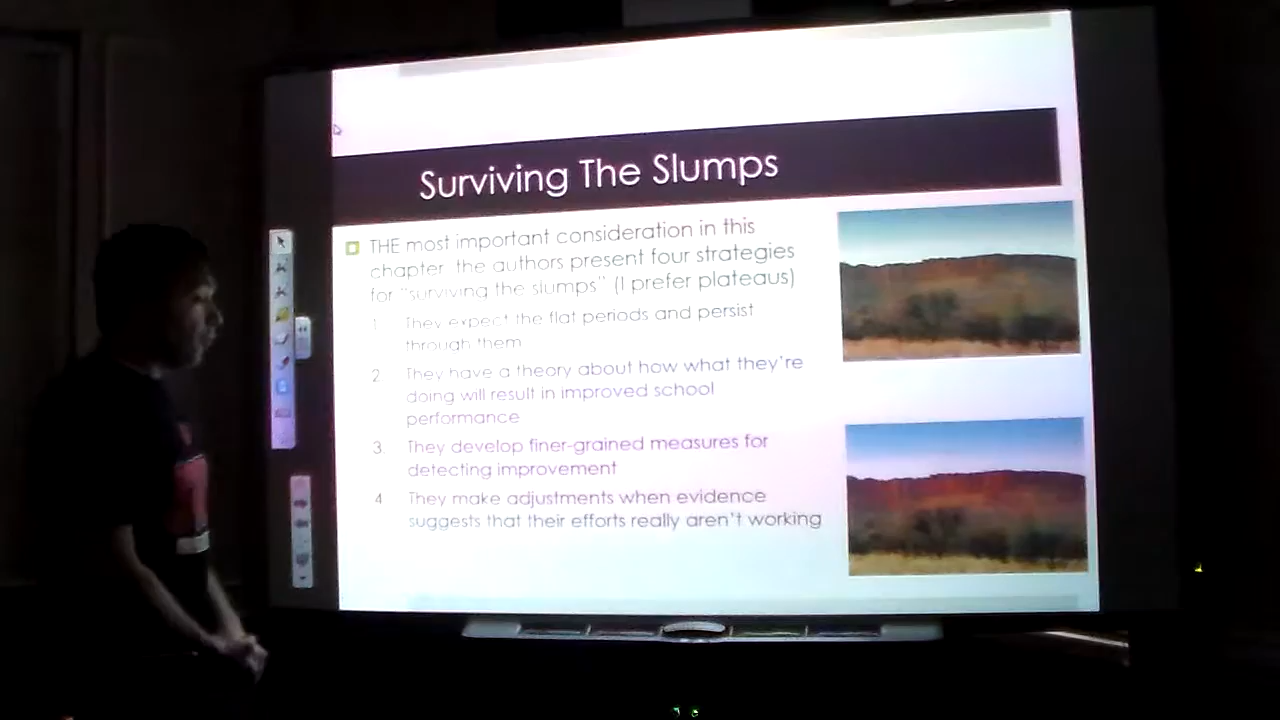 Surviving The Slumps
THE most important consideration in this
chapter the authors present four strategies
for "surviving the slumps" (I prefer plateaus)
1. They expect the flat periods and persist
through them
2. They have a theory about how what they're
doing will result in improved school
performance
3. They develop finer-grained measures for
detecting improvement
4 They make adjustments when evidence
suggests that their efforts really aren't working